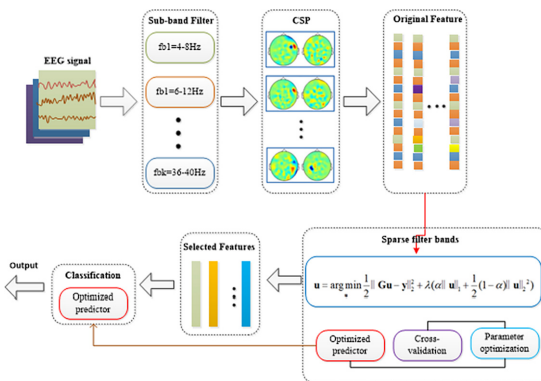 EEG signal
Sub-band Filter
fb1=4-8Hz
fb1=6-12Hz
fbk=36-40Hz
CSP
Original Feature
Sparse filter bands
u = arg min 1/2 || Gu − y||₂² + λ(α|| u||₁ + 1/2 (1−α)|| u||₂²)
u
Optimized
predictor
Cross-
validation
Parameter
optimization
Selected Features
Classification
Optimized
predictor
Output